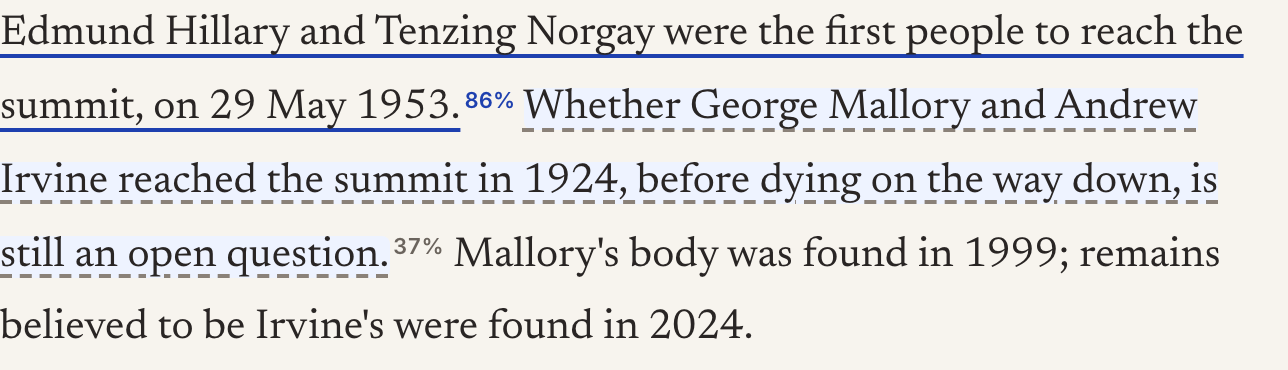 Edmund Hillary and Tenzing Norgay were the first people to reach the
summit, on 29 May 1953.86% Whether George Mallory and Andrew
Irvine reached the summit in 1924, before dying on the way down, is
still an open question.37% Mallory's body was found in 1999; remains
believed to be Irvine's were found in 2024.